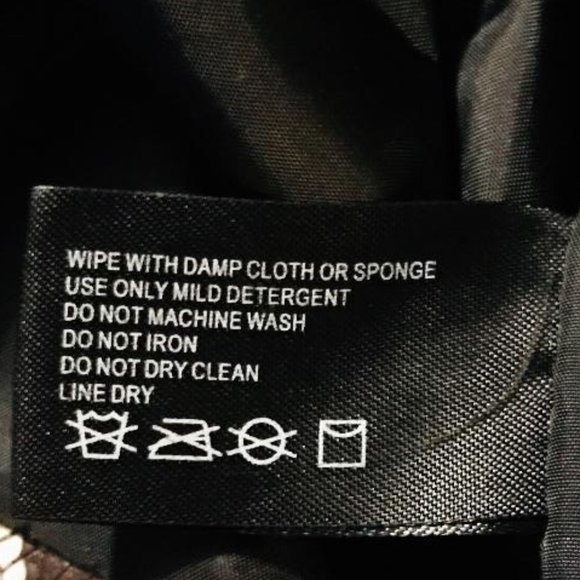 WIPE WITH DAMP CLOTH OR SPONGE
USE ONLY MILD DETERGENT
DO NOT MACHINE WASH
DO NOT IRON
DO NOT DRY CLEAN
LINE DRY